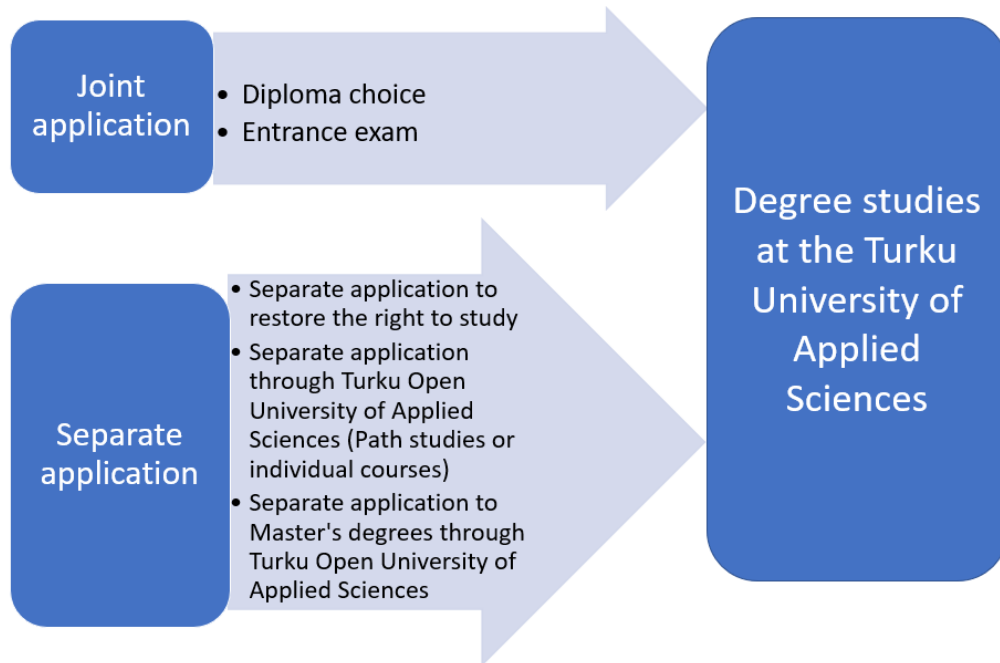 Joint
application
• Diploma choice
• Entrance exam
Separate
application
• Separate application to
restore the right to study
• Separate application
through Turku Open
University of Applied
Sciences (Path studies or
individual courses)
• Separate application to
Master's degrees through
Turku Open University of
Applied Sciences
Degree studies
at the Turku
University of
Applied
Sciences